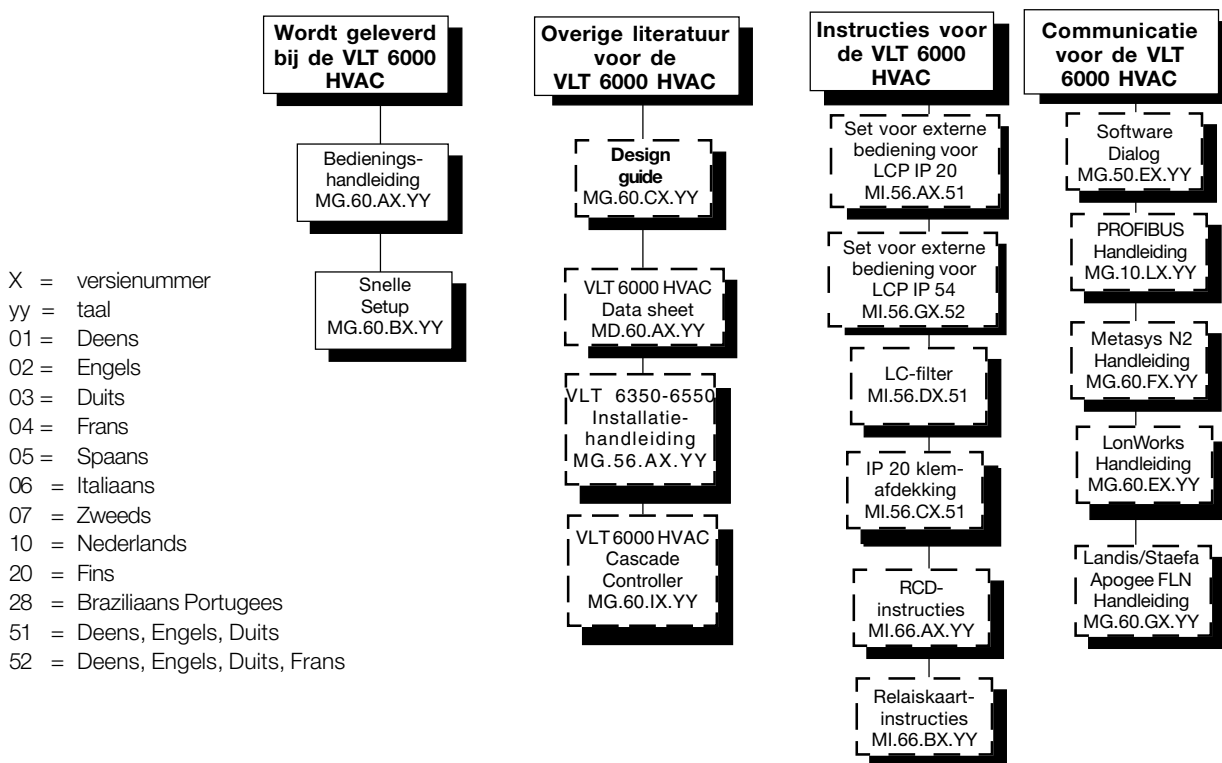 Wordt geleverd
bij de VLT 6000
HVAC
Bedienings-
handleiding
MG.60.AX.YY
Snelle
Setup
MG.60.BX.YY
Overige literatuur
voor de
VLT 6000 HVAC
Design
guide
MG.60.CX.YY
VLT 6000 HVAC
Data sheet
MD.60.AX.YY
VLT 6350-6550
Installatie-
handleiding
MG.56.AX.YY
VLT 6000 HVAC
Cascade
Controller
MG.60.IX.YY
Instructies voor
de VLT 6000
HVAC
Set voor externe
bediening voor
LCP IP 20
MI.56.AX.51
Set voor externe
bediening voor
LCP IP 54
MI.56.GX.52
LC-filter
MI.56.DX.51
IP 20 klem-
afdekking
MI.56.CX.51
RCD-
instructies
MI.66.AX.YY
Relaiskaart-
instructies
MI.66.BX.YY
Communicatie
voor de VLT
6000 HVAC
Software
Dialog
MG.50.EX.YY
PROFIBUS
Handleiding
MG.10.LX.YY
Metasys N2
Handleiding
MG.60.FX.YY
LonWorks
Handleiding
MG.60.EX.YY
Landis/Staefa
Apogee FLN
Handleiding
MG.60.GX.YY
X = versienummer
yy = taal
01 = Deens
02 = Engels
03 = Duits
04 = Frans
05 = Spaans
06 = Italiaans
07 = Zweeds
10 = Nederlands
20 = Fins
28 = Braziliaans Portugees
51 = Deens, Engels, Duits
52 = Deens, Engels, Duits, Frans